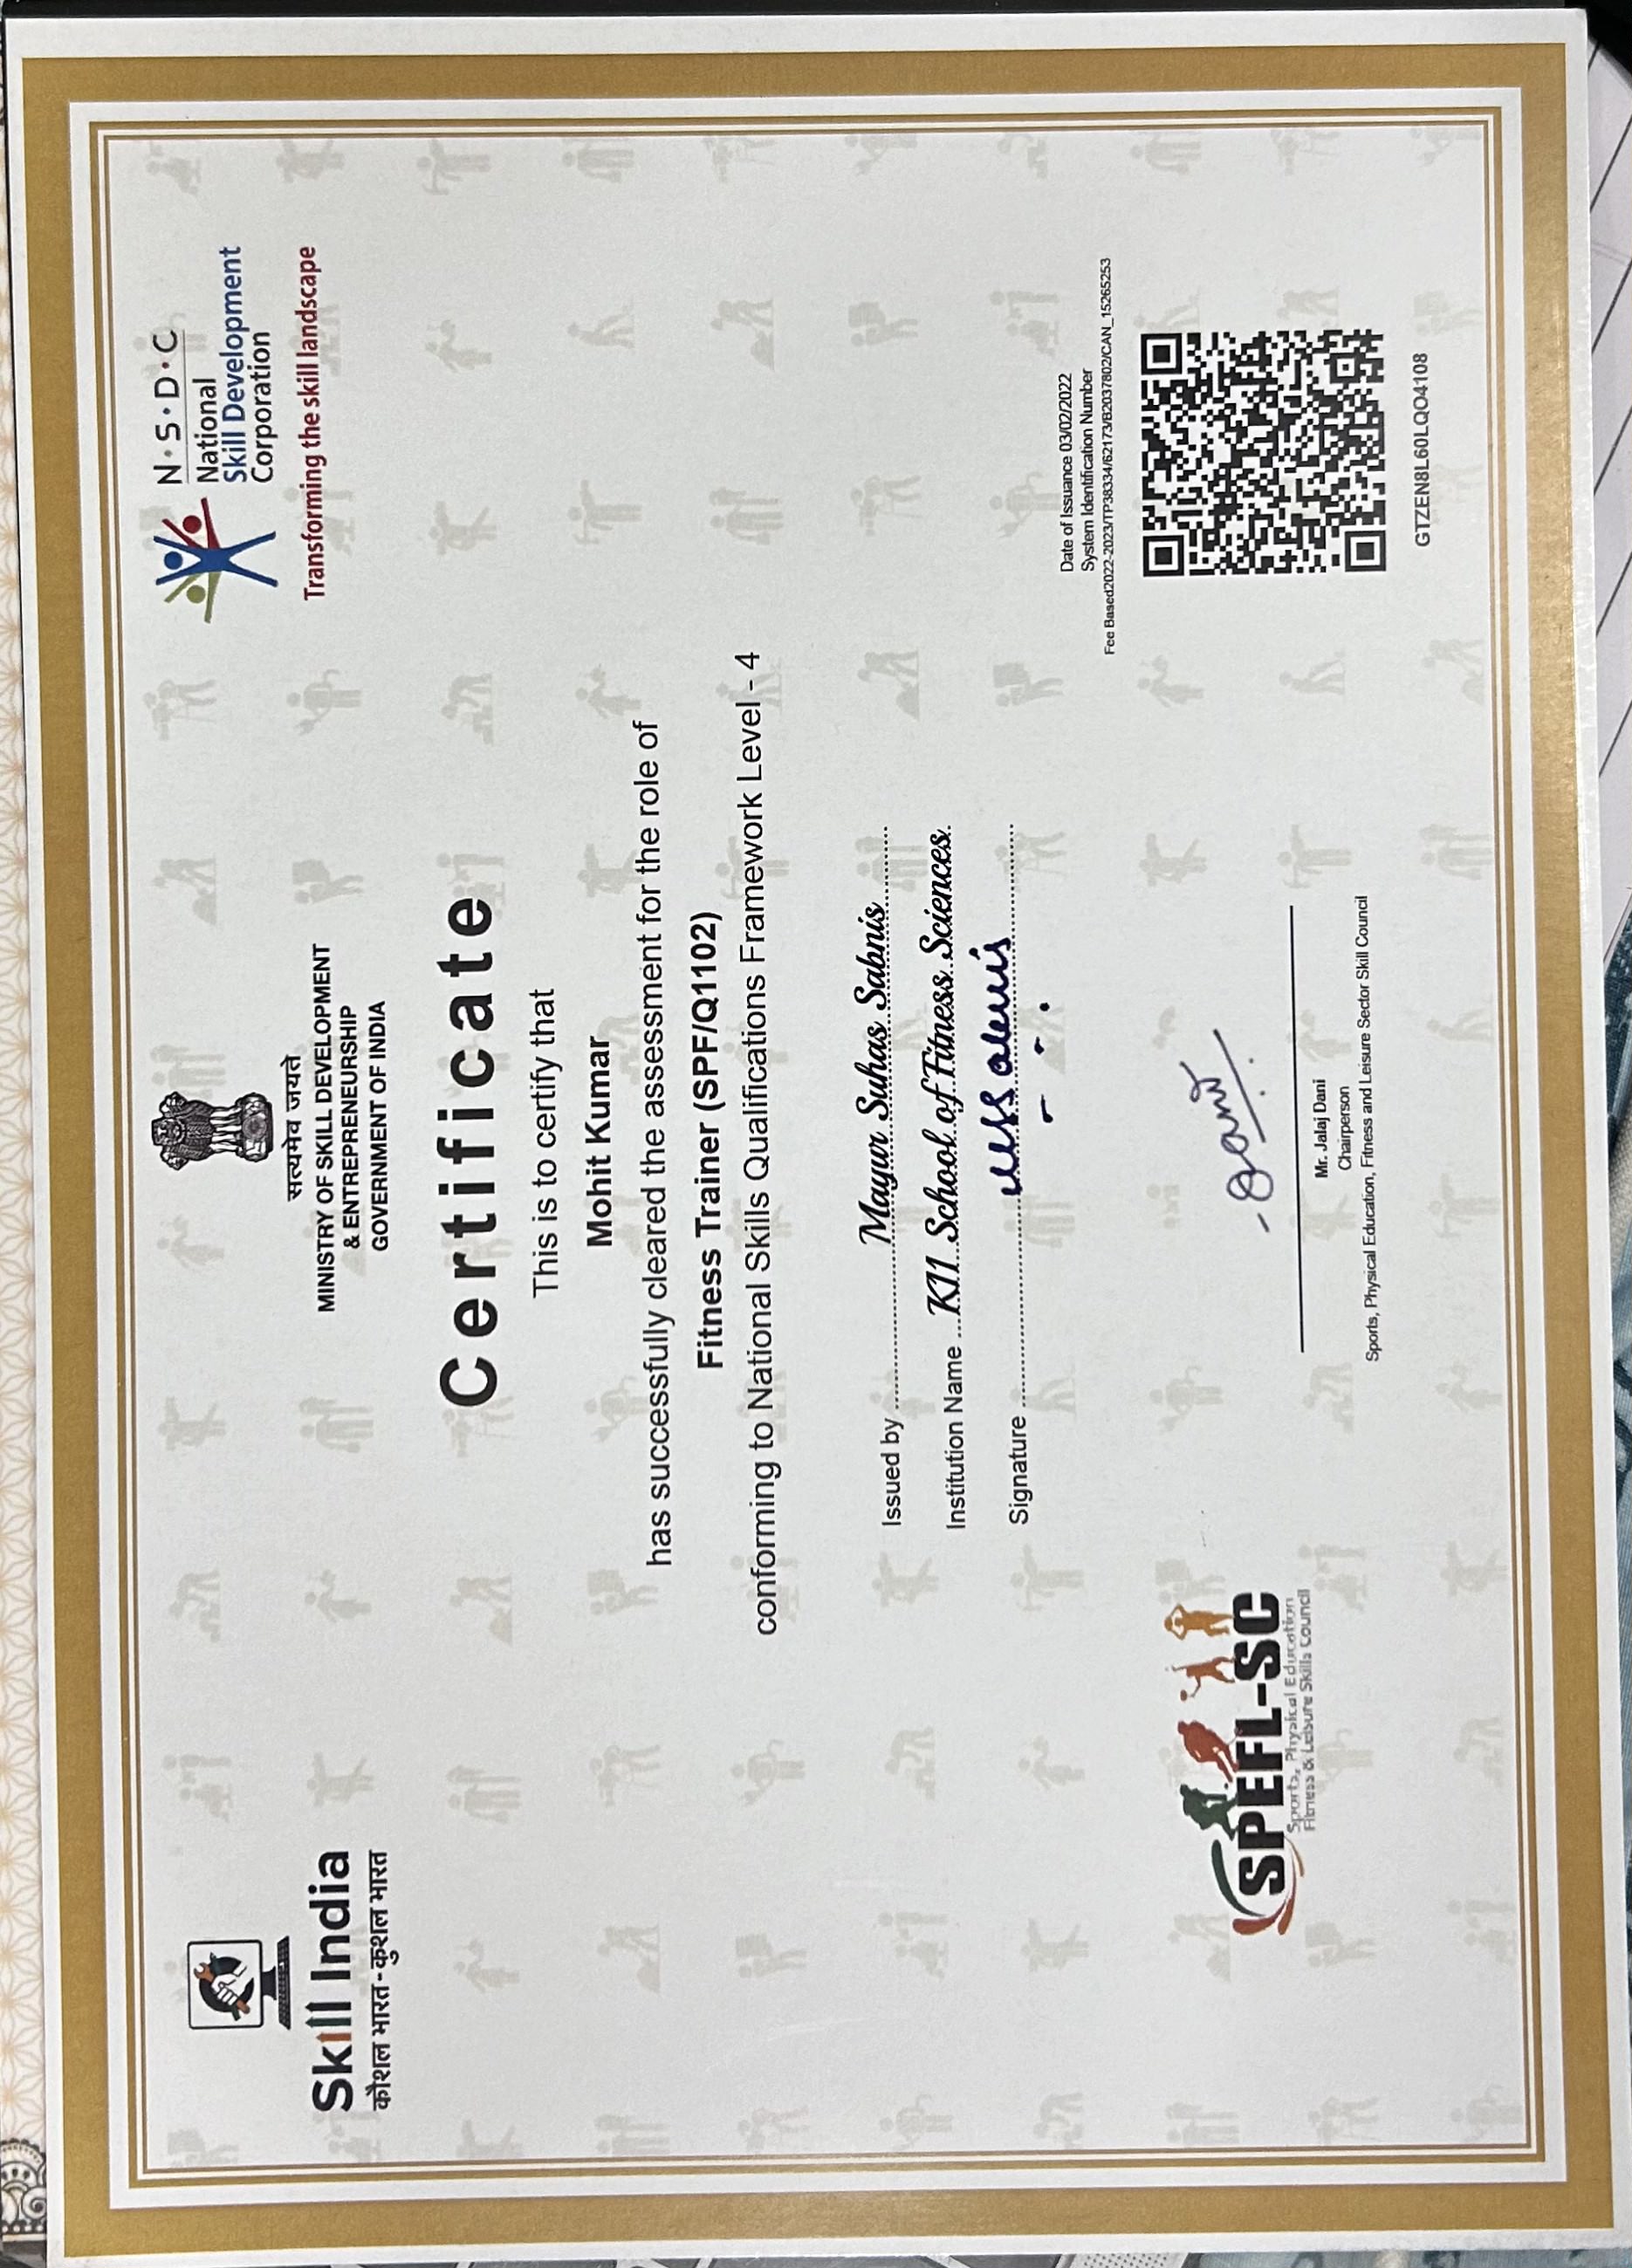 Skill India
कौशल भारत - कुशल भारत
सत्यमेव जयते
MINISTRY OF SKILL DEVELOPMENT
& ENTREPRENEURSHIP
GOVERNMENT OF INDIA
N·S·D·C
National
Skill Development
Corporation
Transforming the skill landscape
Certificate
This is to certify that
Mohit Kumar
has successfully cleared the assessment for the role of
Fitness Trainer (SPF/Q1102)
conforming to National Skills Qualifications Framework Level - 4
Issued by Mayur Suhas Sabnis
Institution Name K11 School of Fitness Sciences
Signature MSSabnis
Date of Issuance 03/02/2022
System Identification Number
Fee Based2022-2023/TP38334/62173/B2037802/CAN_15265253
SPEFL-SC
Sports, Physical Education
Fitness & Leisure Skills Council
Mr. Jalaj Dani
Chairperson
Sports, Physical Education, Fitness and Leisure Sector Skill Council
GTZEN8L60LQO4108